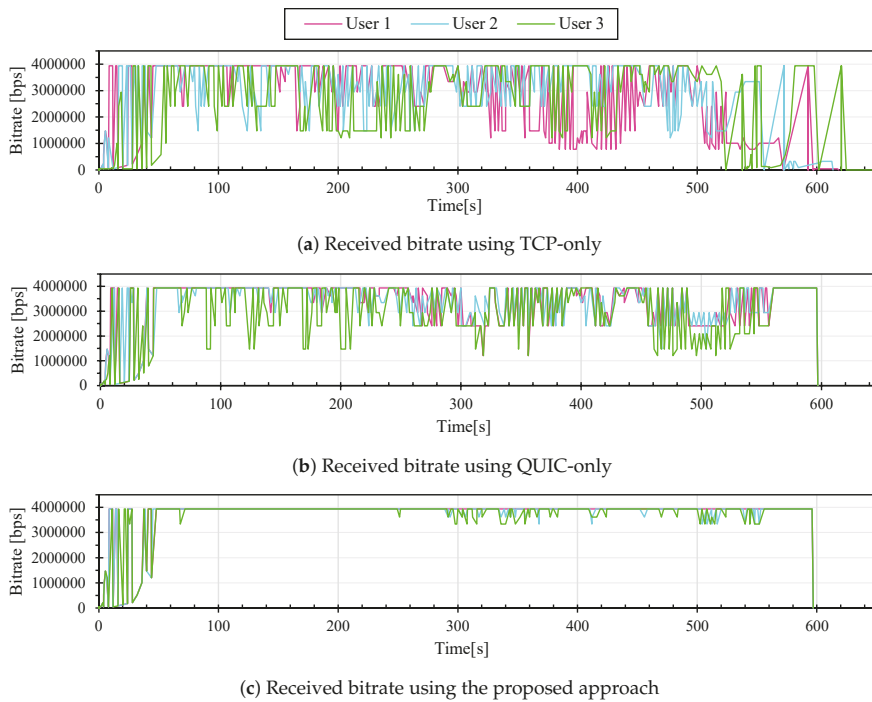 User 1 User 2 User 3
Bitrate [bps]
4000000
3000000
2000000
1000000
0
0 100 200 300 400 500 600
Time[s]
(a) Received bitrate using TCP-only
Bitrate [bps]
4000000
3000000
2000000
1000000
0
0 100 200 300 400 500 600
Time[s]
(b) Received bitrate using QUIC-only
Bitrate [bps]
4000000
3000000
2000000
1000000
0
0 100 200 300 400 500 600
Time[s]
(c) Received bitrate using the proposed approach